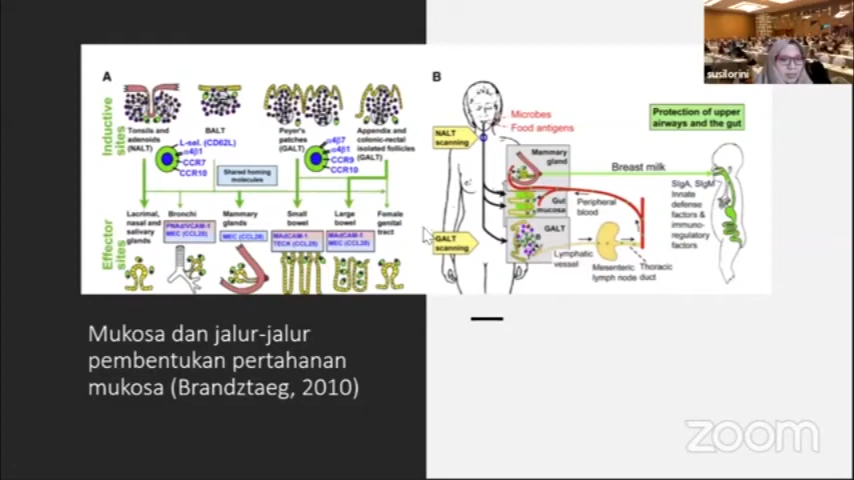 susilorini
A
B
Inductive
sites
Tonsils and
adenoids
(NALT)
BALT
Peyer's
patches
(GALT)
Appendix and
colonic-rectal
isolated follicles
(GALT)
L-sel. (CD62L)
α4β1
CCR7
CCR10
α4β7
α4β1
CCR9
CCR10
Shared homing
molecules
Effector
sites
Lacrimal,
nasal and
salivary
glands
Bronchi
Mammary
glands
Small
bowel
Large
bowel
Female
genital
tract
MEC (CCL28)
MEC (CCL28)
MAdCAM-1
MAdCAM-1
MEC (CCL28)
Microbes
Food antigens
Protection of upper
airways and the gut
NALT
scanning
Mammary
gland
Breast milk
Gut
mucosa
Peripheral
blood
SIgA, SIgM
Innate
defense
factors &
immuno-
regulatory
factors
GALT
scanning
GALT
Lymphatic
vessel
Mesenteric
lymph node
Thoracic
duct
Mukosa dan jalur-jalur
pembentukan pertahanan
mukosa (Brandztaeg, 2010)
zoom